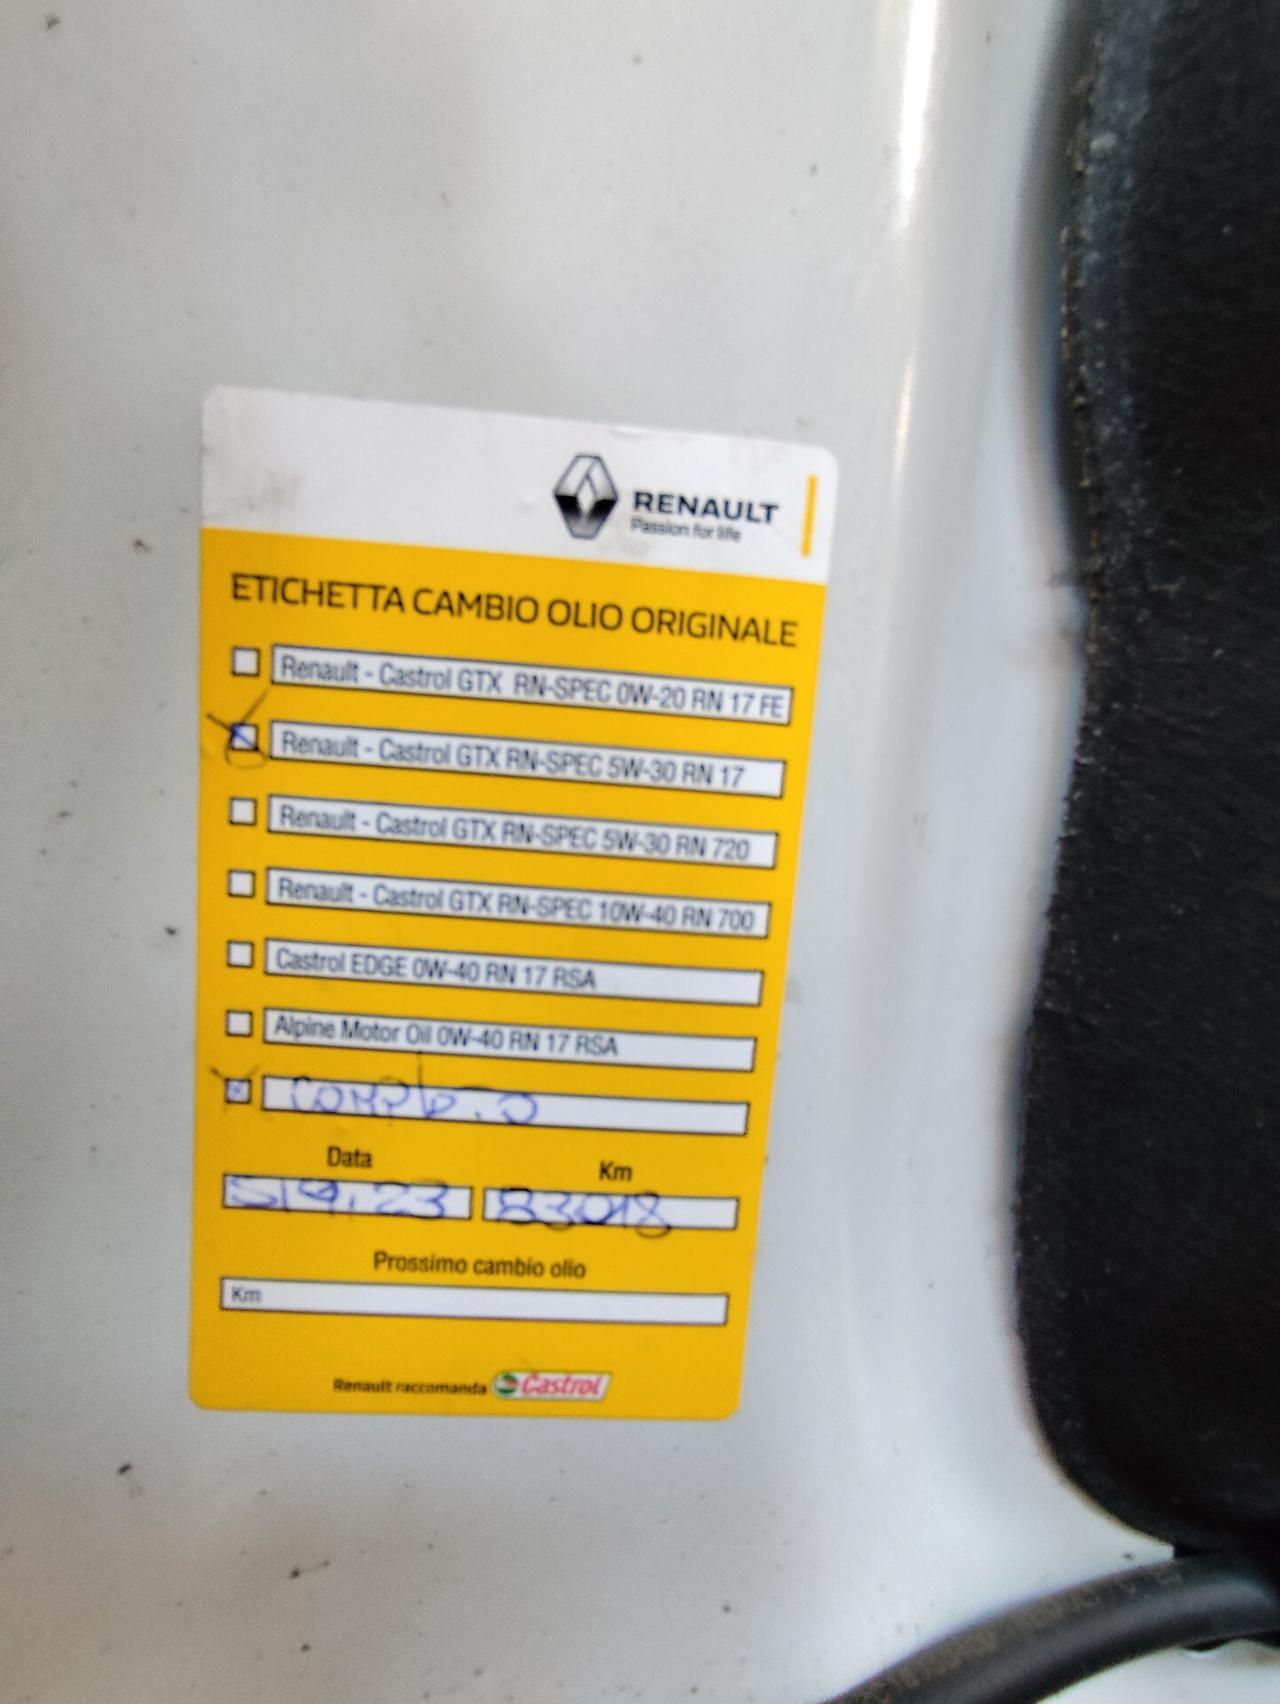 RENAULT
Passion for life
ETICHETTA CAMBIO OLIO ORIGINALE
Renault - Castrol GTX RN-SPEC 0W-20 RN 17 FE
Renault - Castrol GTX RN-SPEC 5W-30 RN 17
Renault - Castrol GTX RN-SPEC 5W-30 RN 720
Renault - Castrol GTX RN-SPEC 10W-40 RN 700
Castrol EDGE 0W-40 RN 17 RSA
Alpine Motor Oil 0W-40 RN 17 RSA
Data Km
83018
Prossimo cambio olio
Km
Renault raccomanda Castrol